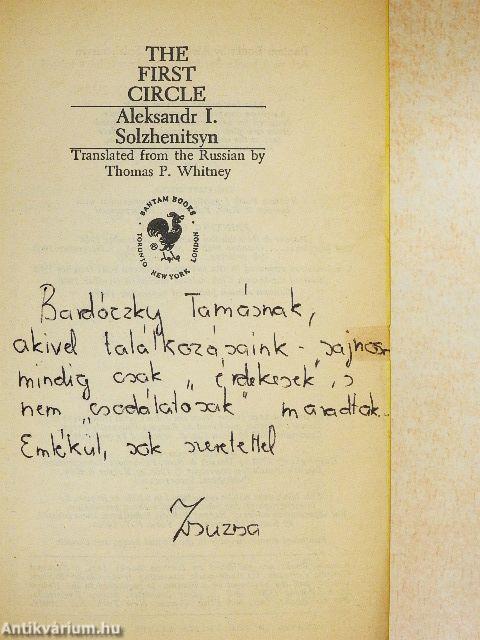 THE
FIRST
CIRCLE
Aleksandr I.
Solzhenitsyn
Translated from the Russian by
Thomas P. Whitney
BANTAM BOOKS
TORONTO · NEW YORK · LONDON
®
Bardóczky Tamásnak,
akivel találkozásaink - sajnos -
mindig csak „érdekesek", s
nem „csodálatosak" maradtak.
Emlékül, sok szeretettel
Zsuzsa
Antikvárium.hu